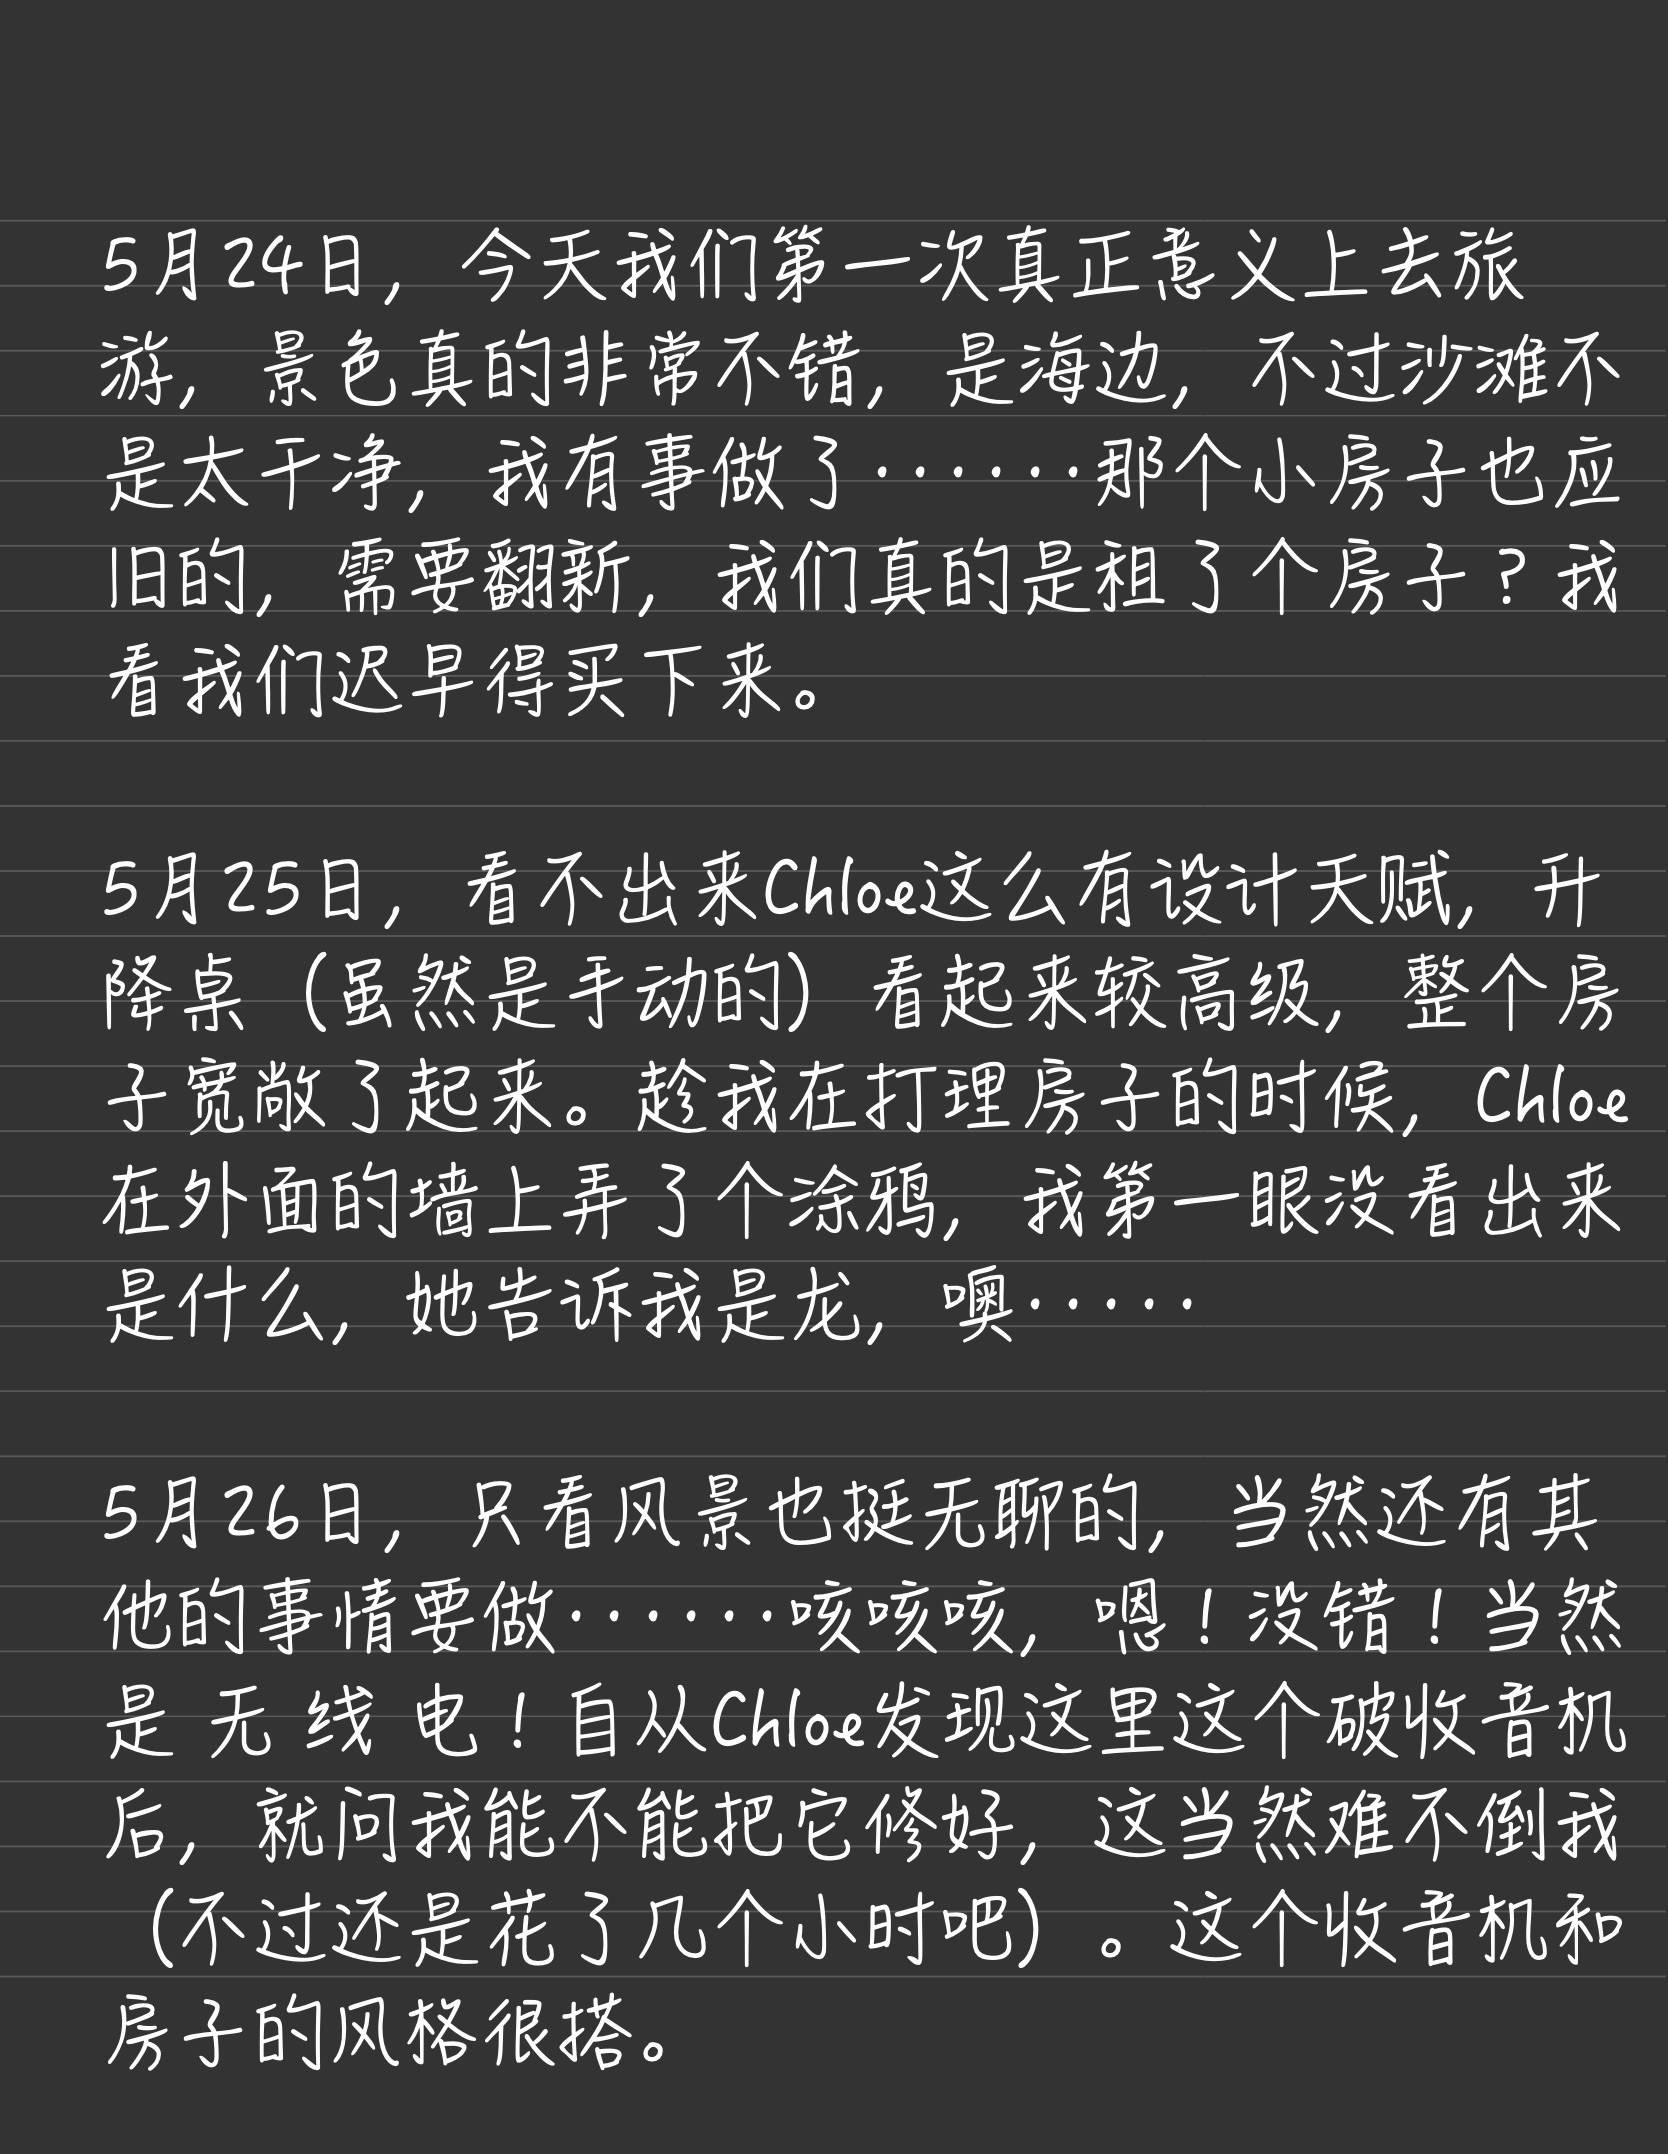 5月24日，今天我们第一次真正意义上去旅
游，景色真的非常不错，是海边，不过沙滩不
是太干净，我有事做了······那个小房子也应
旧的，需要翻新，我们真的是租了个房子？我
看我们迟早得买下来。
5月25日，看不出来Chloe这么有设计天赋，升
降桌（虽然是手动的）看起来较高级，整个房
子宽敞了起来。趁我在打理房子的时候，Chloe
在外面的墙上弄了个涂鸦，我第一眼没看出来
是什么，她告诉我是龙，噢·····
5月26日，只看风景也挺无聊的，当然还有其
他的事情要做······咳咳咳，嗯！没错！当然
是 无 线 电！自从Chloe发现这里这个破收音机
后，就问我能不能把它修好，这当然难不倒我
（不过还是花了几个小时吧）。这个收音机和
房子的风格很搭。